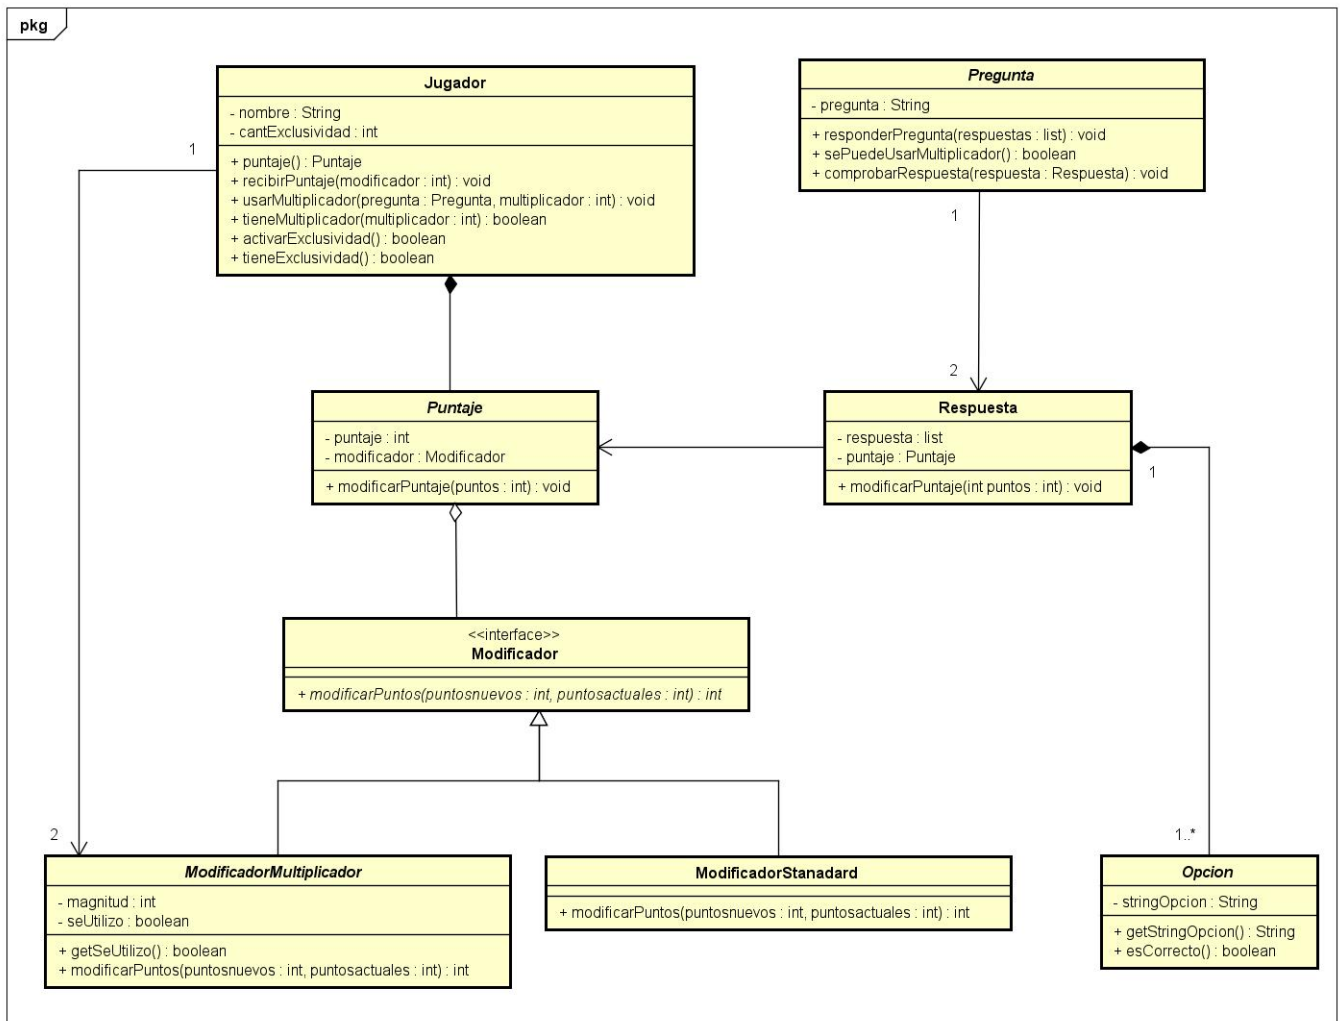 pkg
Jugador
- nombre : String
- cantExclusividad : int
+ puntaje() : Puntaje
+ recibirPuntaje(modificador : int) : void
+ usarMultiplicador(pregunta : Pregunta, multiplicador : int) : void
+ tieneMultiplicador(multiplicador : int) : boolean
+ activarExclusividad() : boolean
+ tieneExclusividad() : boolean
Pregunta
- pregunta : String
+ responderPregunta(respuestas : list) : void
+ sePuedeUsarMultiplicador() : boolean
+ comprobarRespuesta(respuesta : Respuesta) : void
1
1
2
Puntaje
- puntaje : int
- modificador : Modificador
+ modificarPuntaje(puntos : int) : void
Respuesta
- respuesta : list
- puntaje : Puntaje
+ modificarPuntaje(int puntos : int) : void
1
<<interface>>
Modificador
+ modificarPuntos(puntosnuevos : int, puntosactuales : int) : int
2
1..*
ModificadorMultiplicador
- magnitud : int
- seUtilizo : boolean
+ getSeUtilizo() : boolean
+ modificarPuntos(puntosnuevos : int, puntosactuales : int) : int
ModificadorStanadard
+ modificarPuntos(puntosnuevos : int, puntosactuales : int) : int
Opcion
- stringOpcion : String
+ getStringOpcion() : String
+ esCorrecto() : boolean